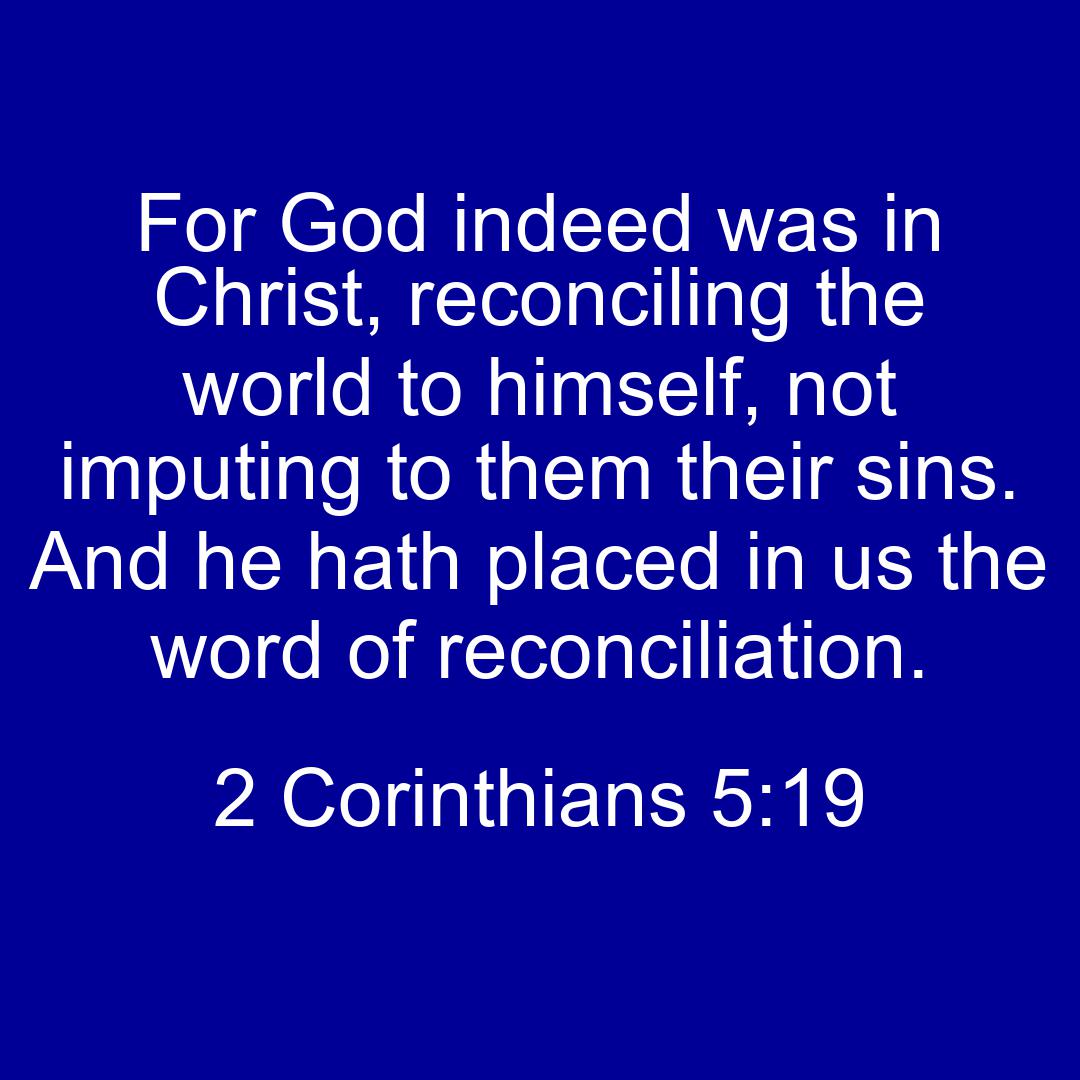 For God indeed was in
Christ, reconciling the
world to himself, not
imputing to them their sins.
And he hath placed in us the
word of reconciliation.
2 Corinthians 5:19